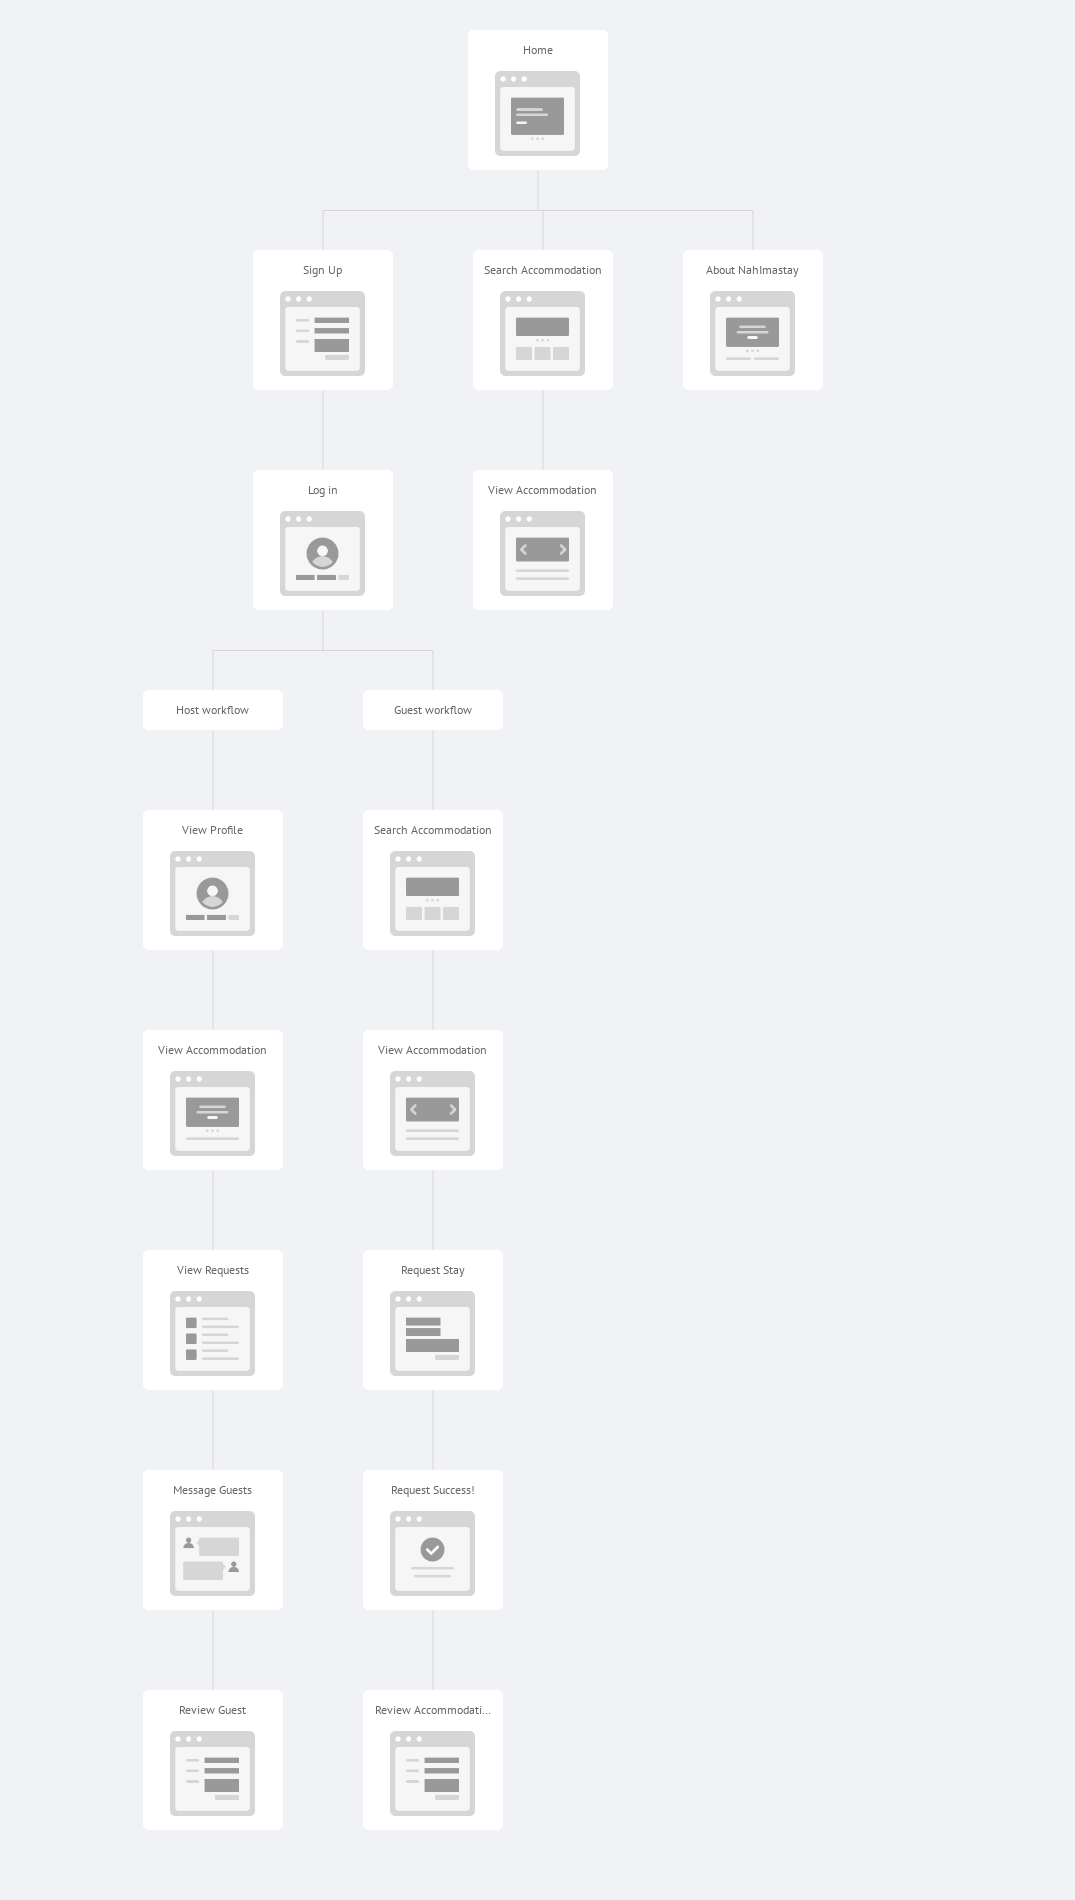 Home
Sign Up
Search Accommodation
About NahImastay
Log in
View Accommodation
Host workflow
Guest workflow
View Profile
Search Accommodation
View Accommodation
View Accommodation
View Requests
Request Stay
Message Guests
Request Success!
Review Guest
Review Accommodati...